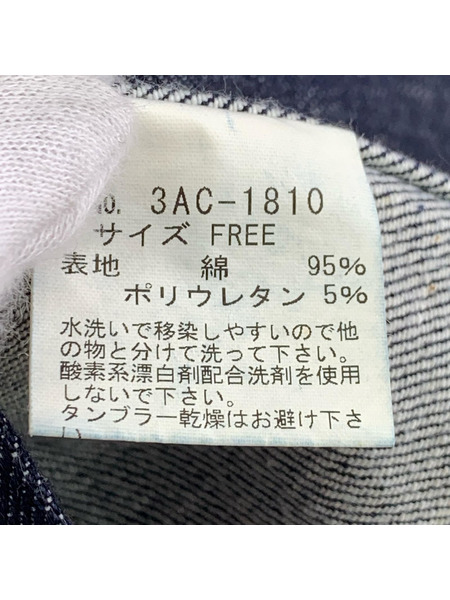 No. 3AC-1810
サイズ FREE
表地 綿 95%
ポリウレタン 5%
水洗いで移染しやすいので他
の物と分けて洗って下さい。
酸素系漂白剤配合洗剤を使用
しないで下さい。
タンブラー乾燥はお避け下さ
い